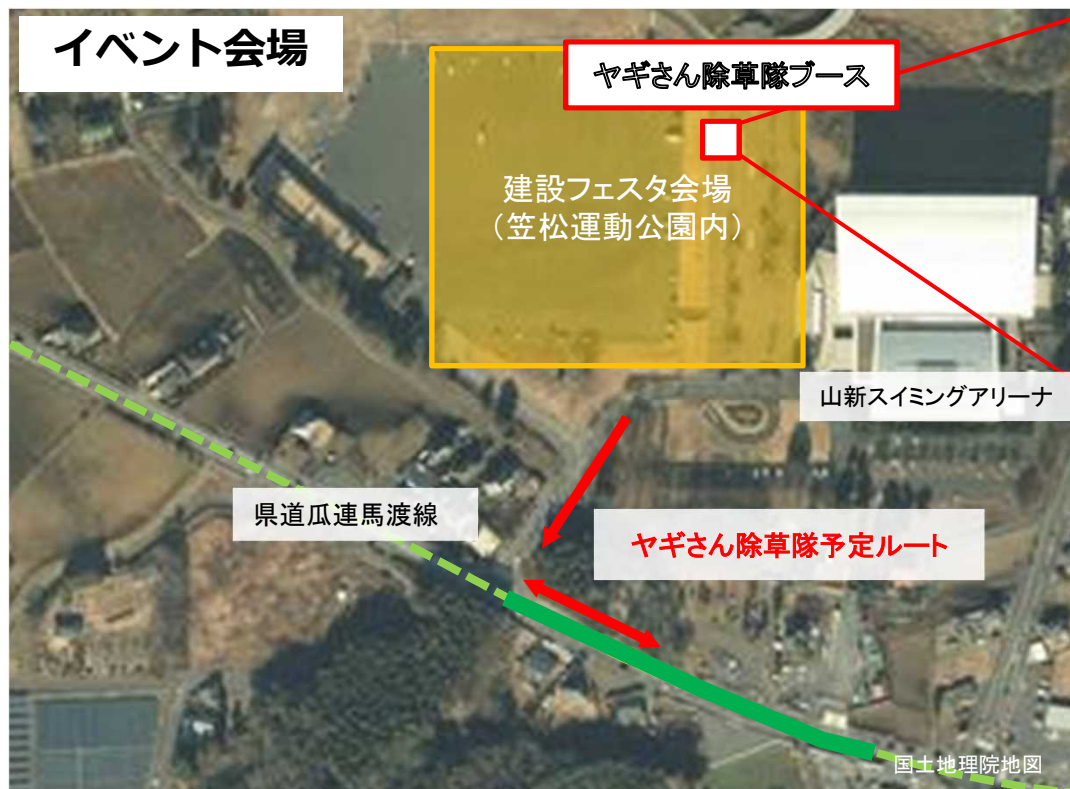 イベント会場
ヤギさん除草隊ブース
建設フェスタ会場
（笠松運動公園内）
山新スイミングアリーナ
県道瓜連馬渡線
ヤギさん除草隊予定ルート
国土地理院地図